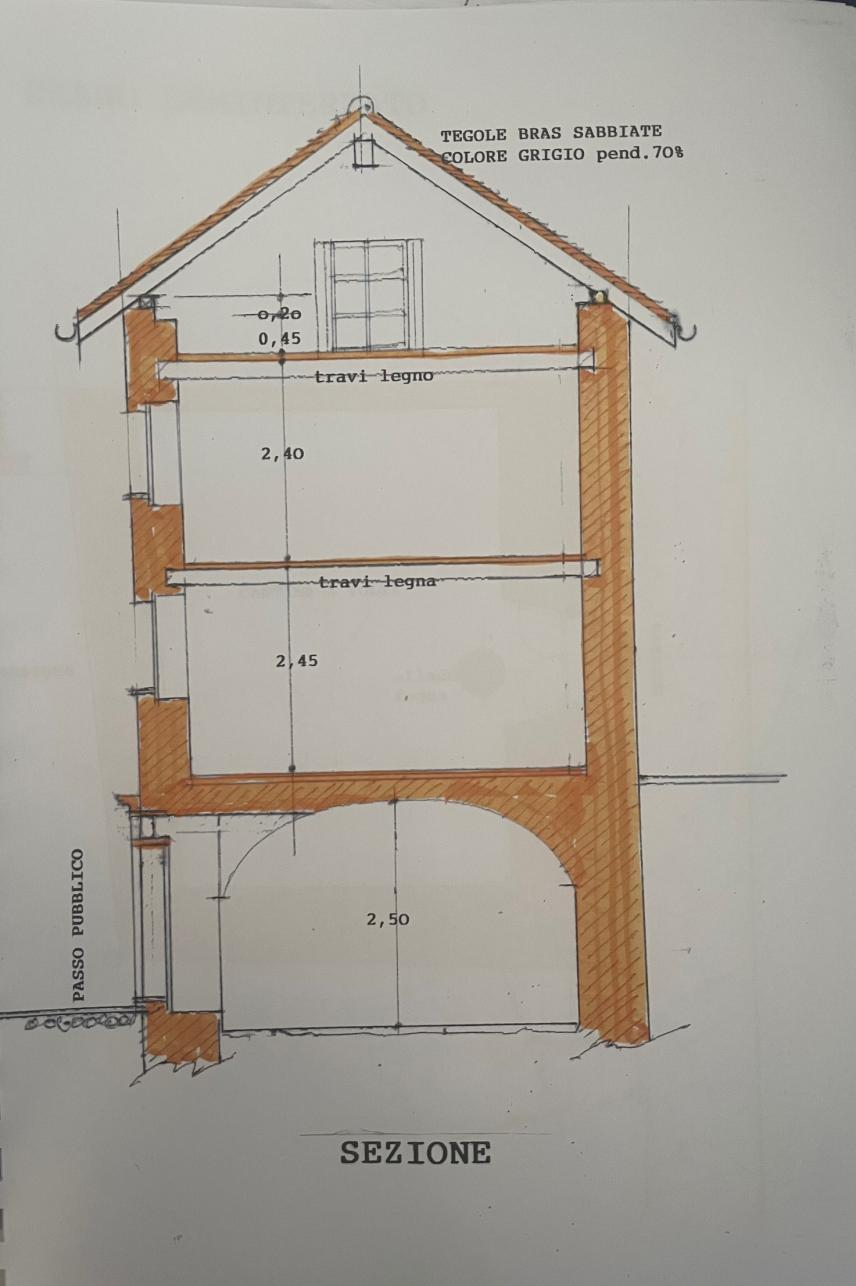 TEGOLE BRAS SABBIATE
COLORE GRIGIO pend.70%
0,20
0,45
travi legno
2,40
travi legna
2,45
PASSO PUBBLICO
2,50
SEZIONE